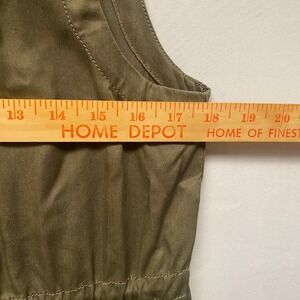 13 14 15 16 17 18 19 20
HOME DEPOT HOME OF FINEST